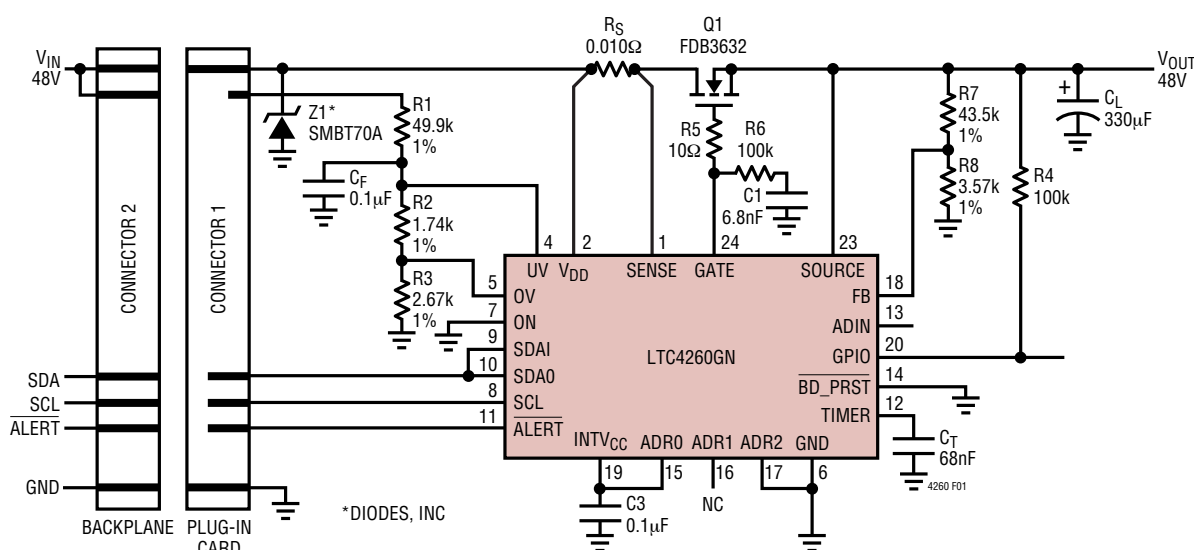 VIN
48V
CONNECTOR 2
CONNECTOR 1
SDA
SCL
ALERT
GND
BACKPLANE
PLUG-IN
CARD
Z1*
SMBT70A
*DIODES, INC
CF
0.1µF
R1
49.9k
1%
R2
1.74k
1%
R3
2.67k
1%
RS
0.010Ω
Q1
FDB3632
R5
10Ω
R6
100k
C1
6.8nF
VOUT
48V
R7
43.5k
1%
R8
3.57k
1%
R4
100k
+
CL
330µF
4
2
1
24
23
UV
VDD
SENSE
GATE
SOURCE
5
OV
7
ON
9
SDAI
10
SDA0
8
SCL
11
ALERT
LTC4260GN
18
FB
13
ADIN
20
GPIO
14
BD_PRST
12
TIMER
INTVCC
ADR0
ADR1
ADR2
GND
19
15
16
17
6
NC
C3
0.1µF
CT
68nF
4260 F01